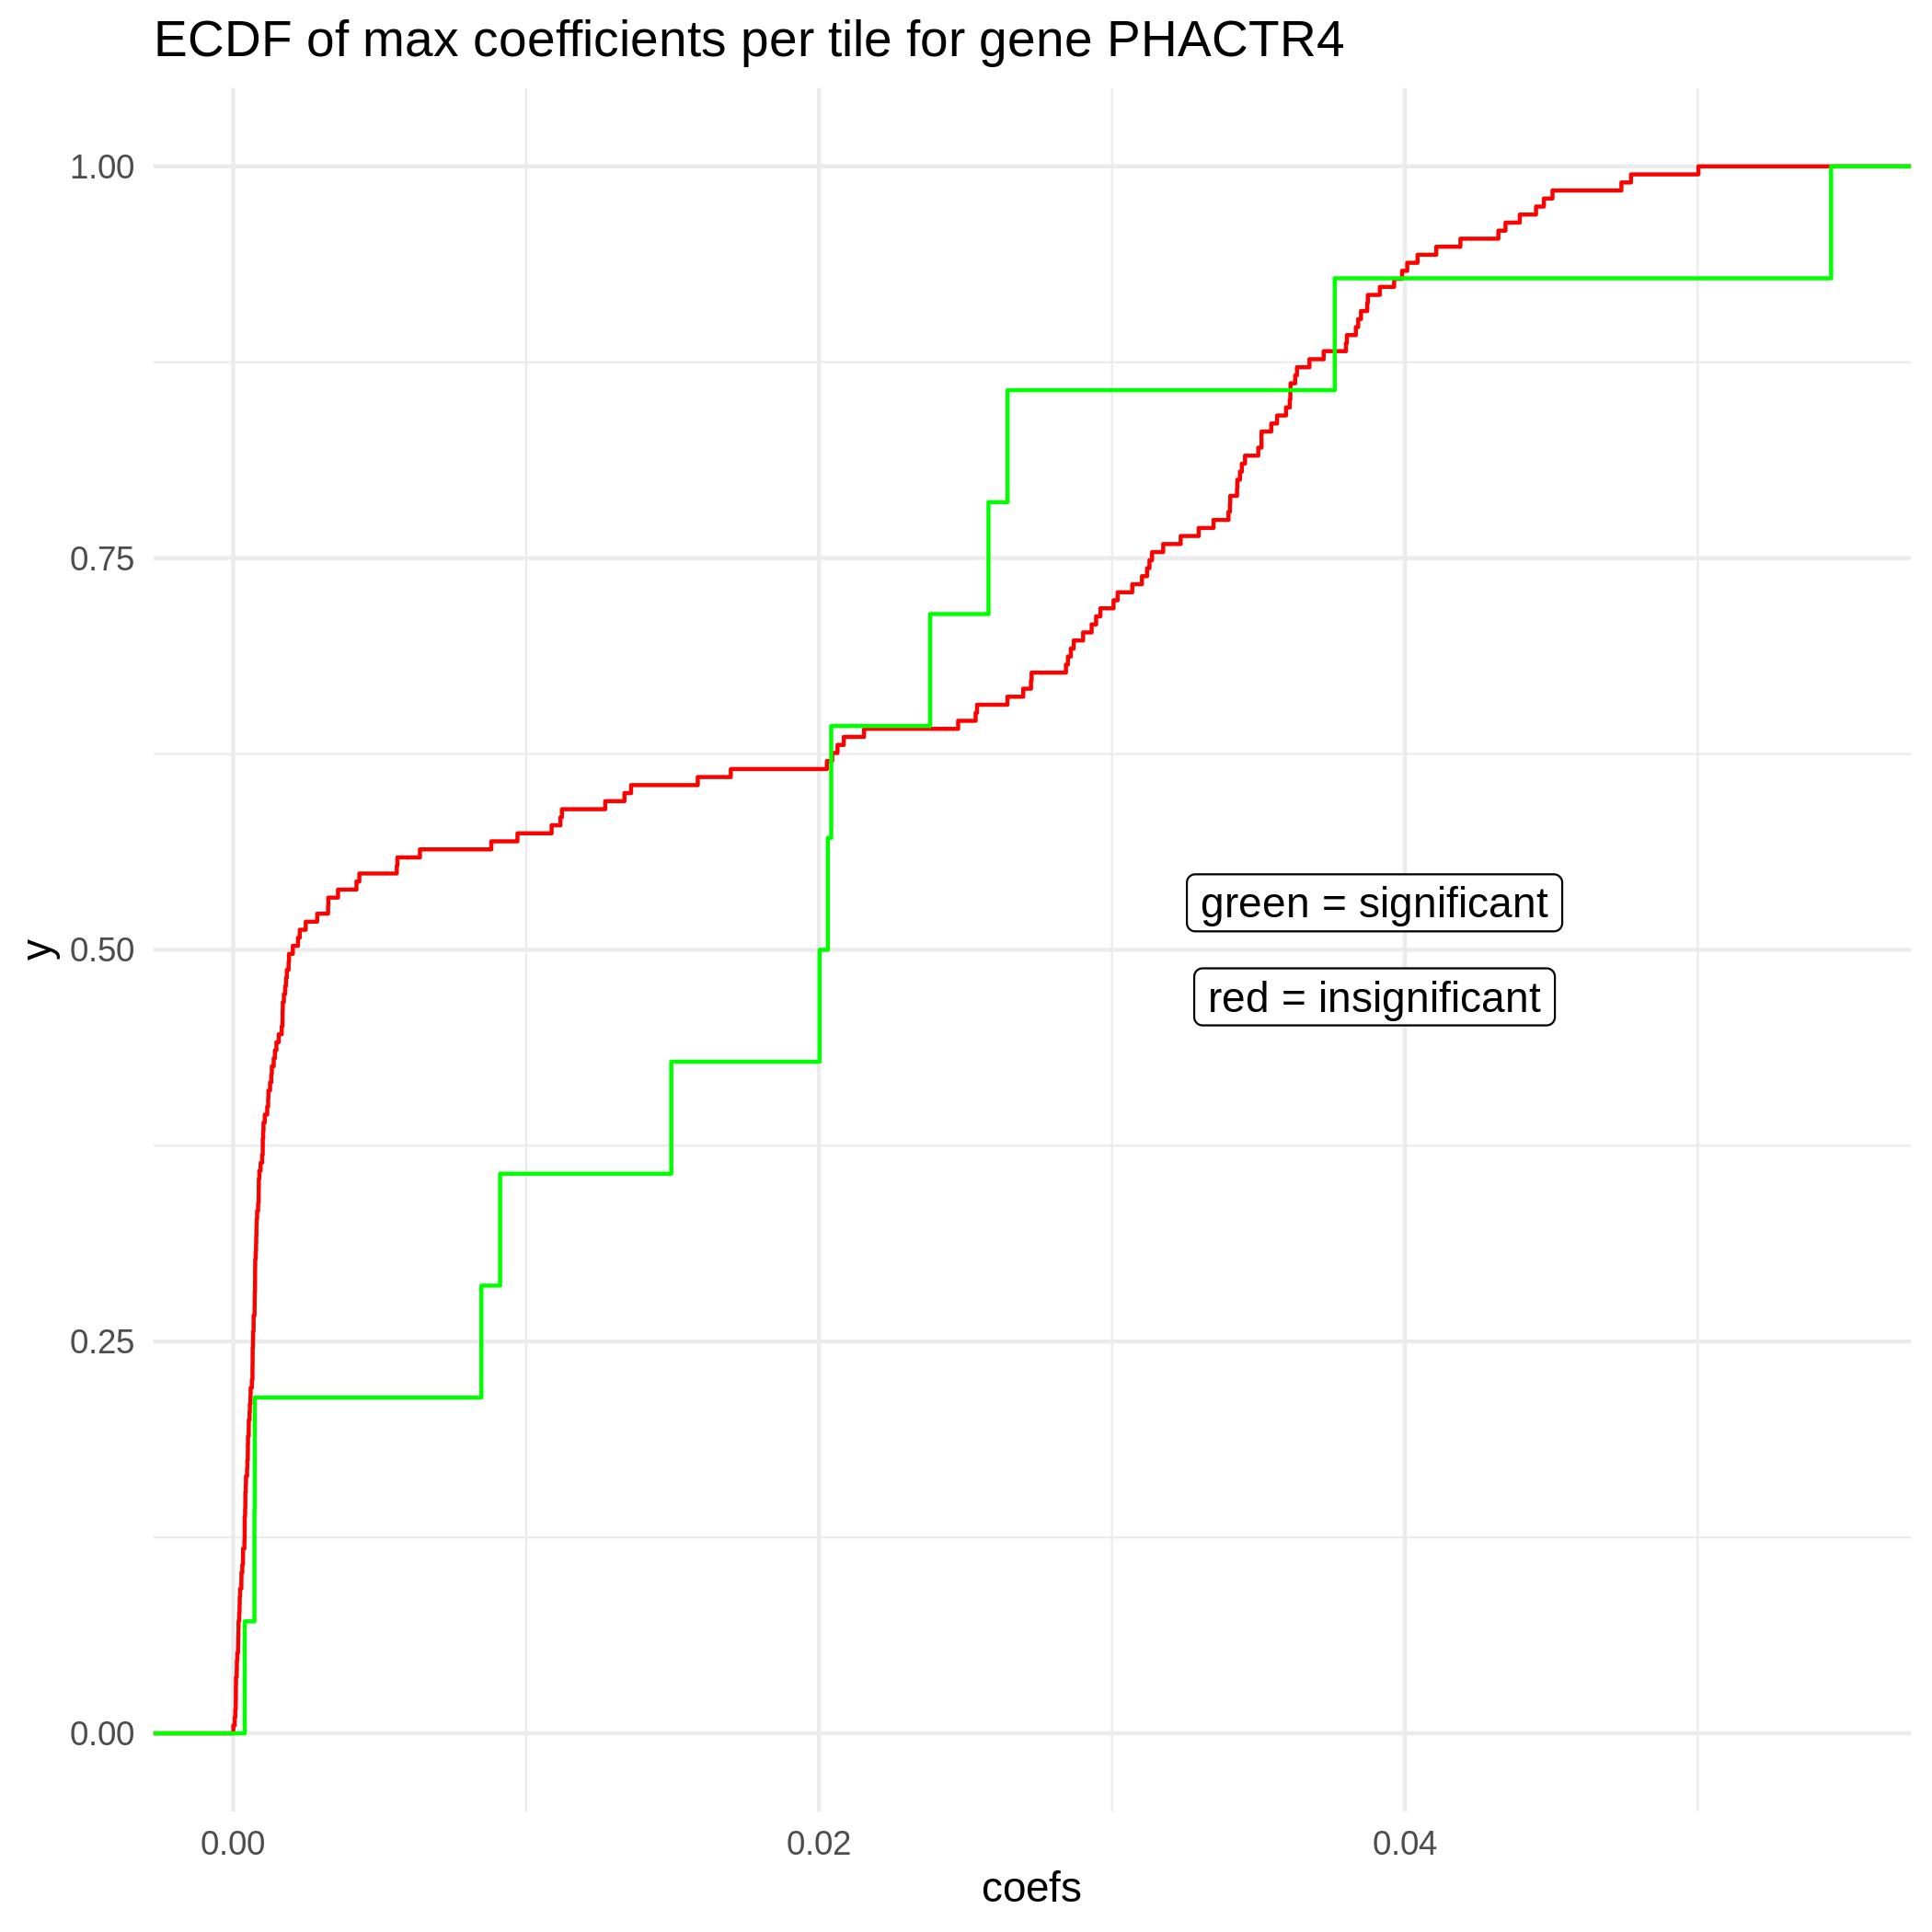 ECDF of max coefficients per tile for gene PHACTR4
1.00
0.75
0.50
0.25
0.00
y
green = significant
red = insignificant
0.00 0.02 0.04
coefs